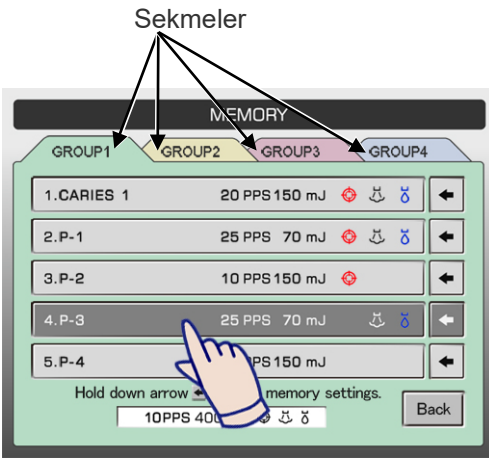 Sekmeler
MEMORY
GROUP1 GROUP2 GROUP3 GROUP4
1.CARIES 1 20 PPS 150 mJ
2.P-1 25 PPS 70 mJ
3.P-2 10 PPS 150 mJ
4.P-3 25 PPS 70 mJ
5.P-4 PPS 150 mJ
Hold down arrow memory settings.
10PPS
Back